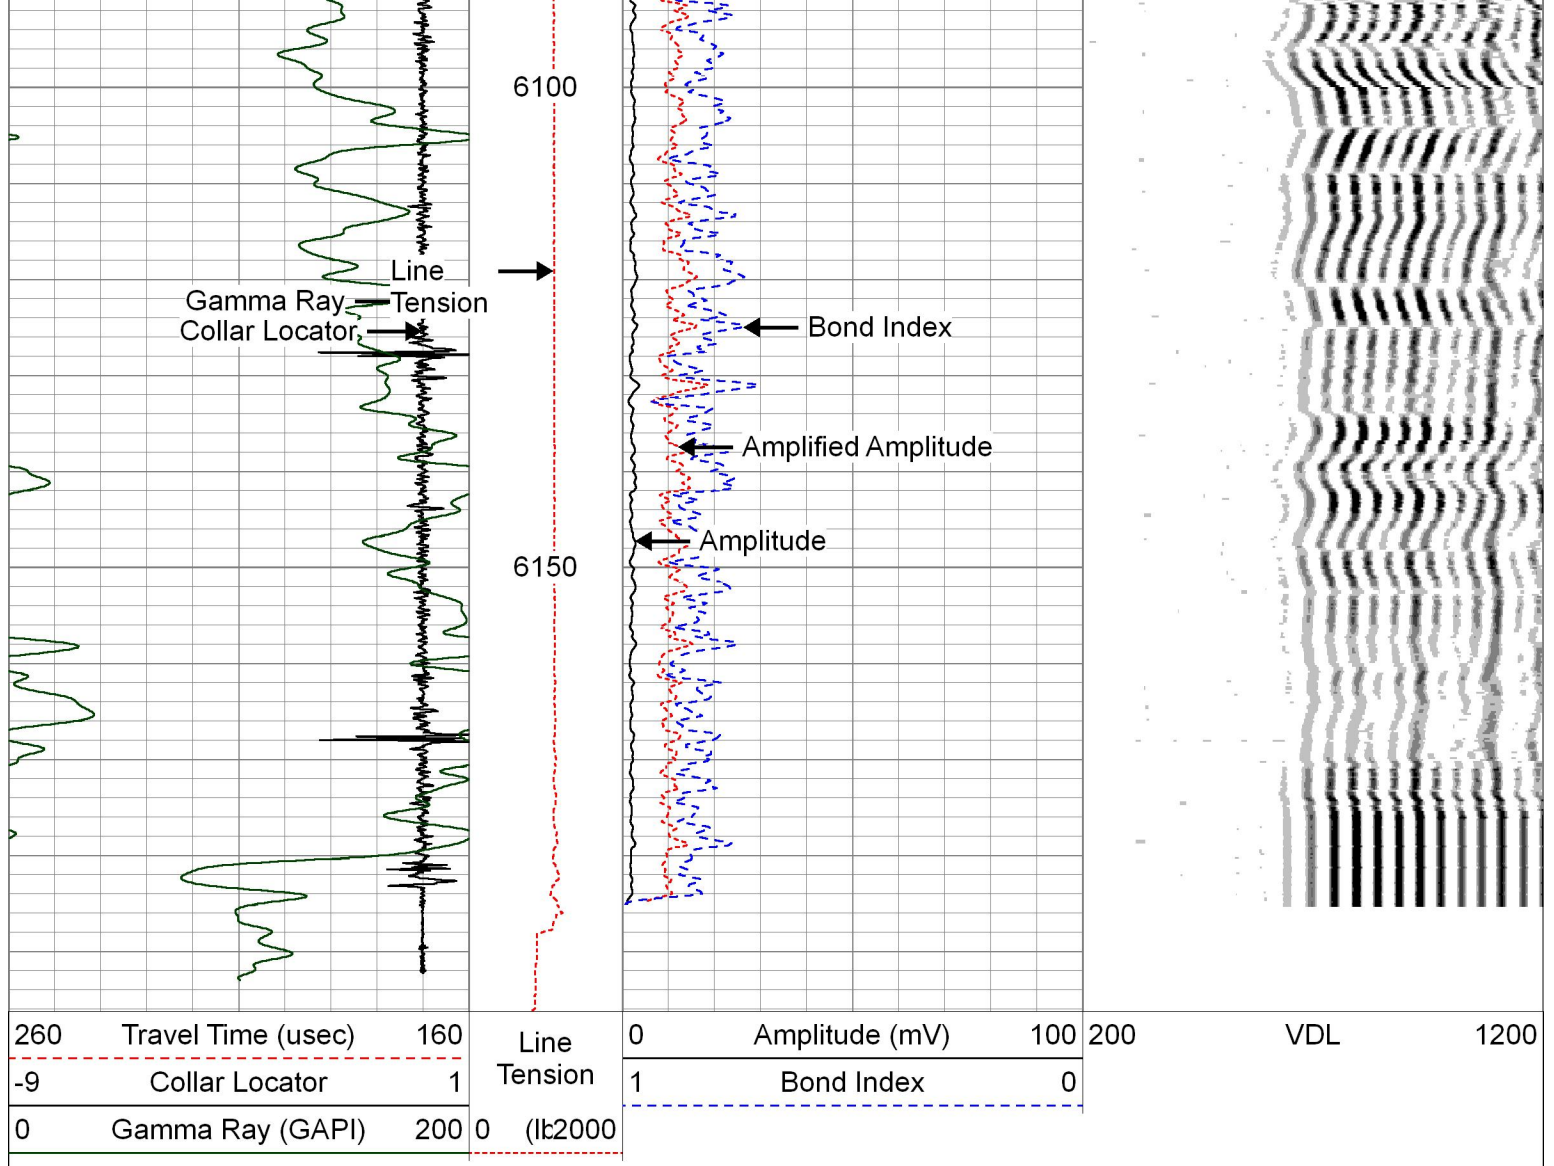 6100
Line
Tension
Gamma Ray
Collar Locator
Bond Index
Amplified Amplitude
Amplitude
6150
260 Travel Time (usec) 160
-9 Collar Locator 1
0 Gamma Ray (GAPI) 200
Line
Tension
0 (lb2000
0 Amplitude (mV) 100
1 Bond Index 0
200 VDL 1200